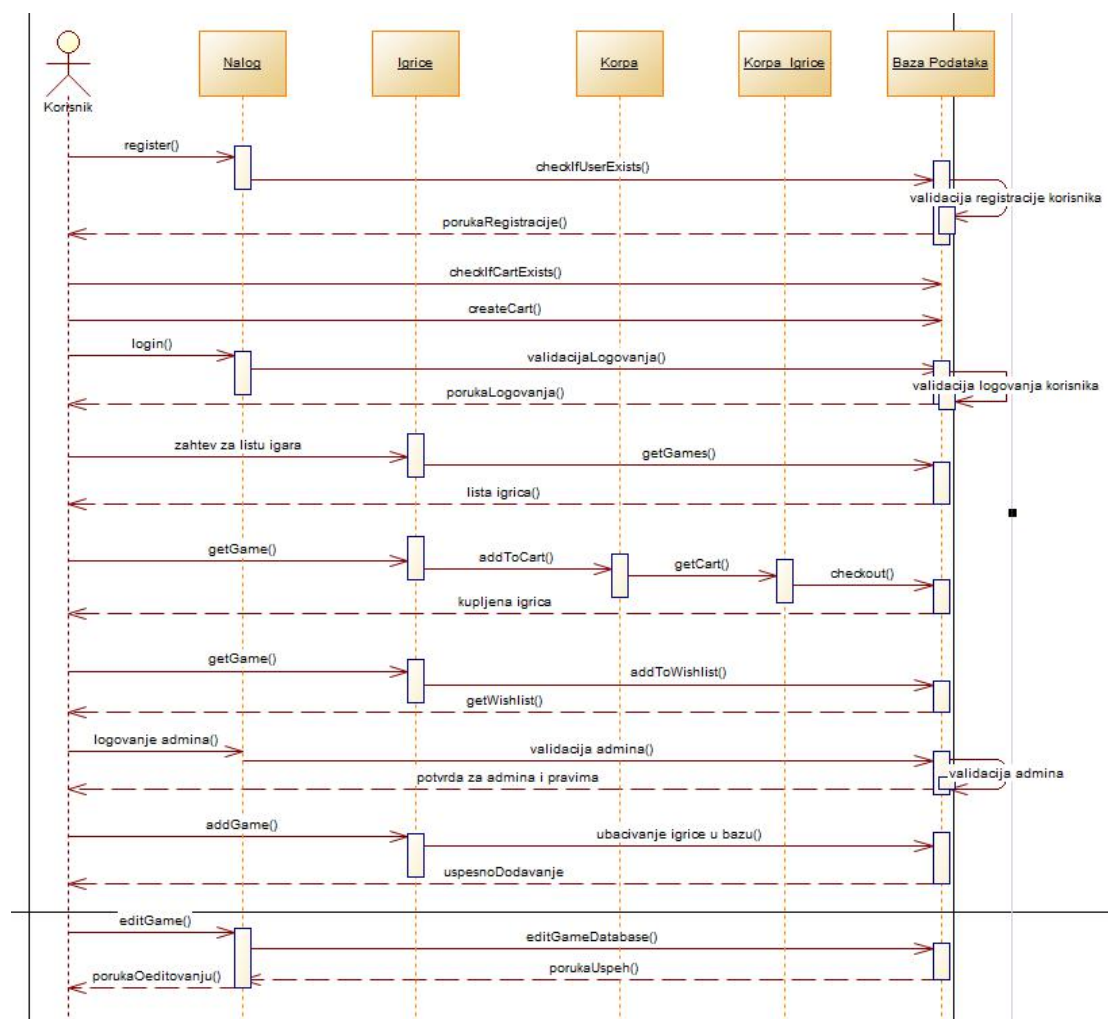 Korisnik
Nalog
Igrice
Korpa
Korpa_Igrice
Baza Podataka
register()
checkIfUserExists()
validacija registracije korisnika
porukaRegistracije()
checkIfCartExists()
createCart()
login()
validacijaLogovanja()
validacija logovanja korisnika
porukaLogovanja()
zahtev za listu igara
getGames()
lista igrica()
getGame()
addToCart()
getCart()
checkout()
kupljena igrica
getGame()
addToWishlist()
getWishlist()
logovanje admina()
validacija admina()
validacija admina
potvrda za admina i pravima
addGame()
ubacivanje igrice u bazu()
uspesnoDodavanje
editGame()
editGameDatabase()
porukaUspeh()
porukaOeditovanju()